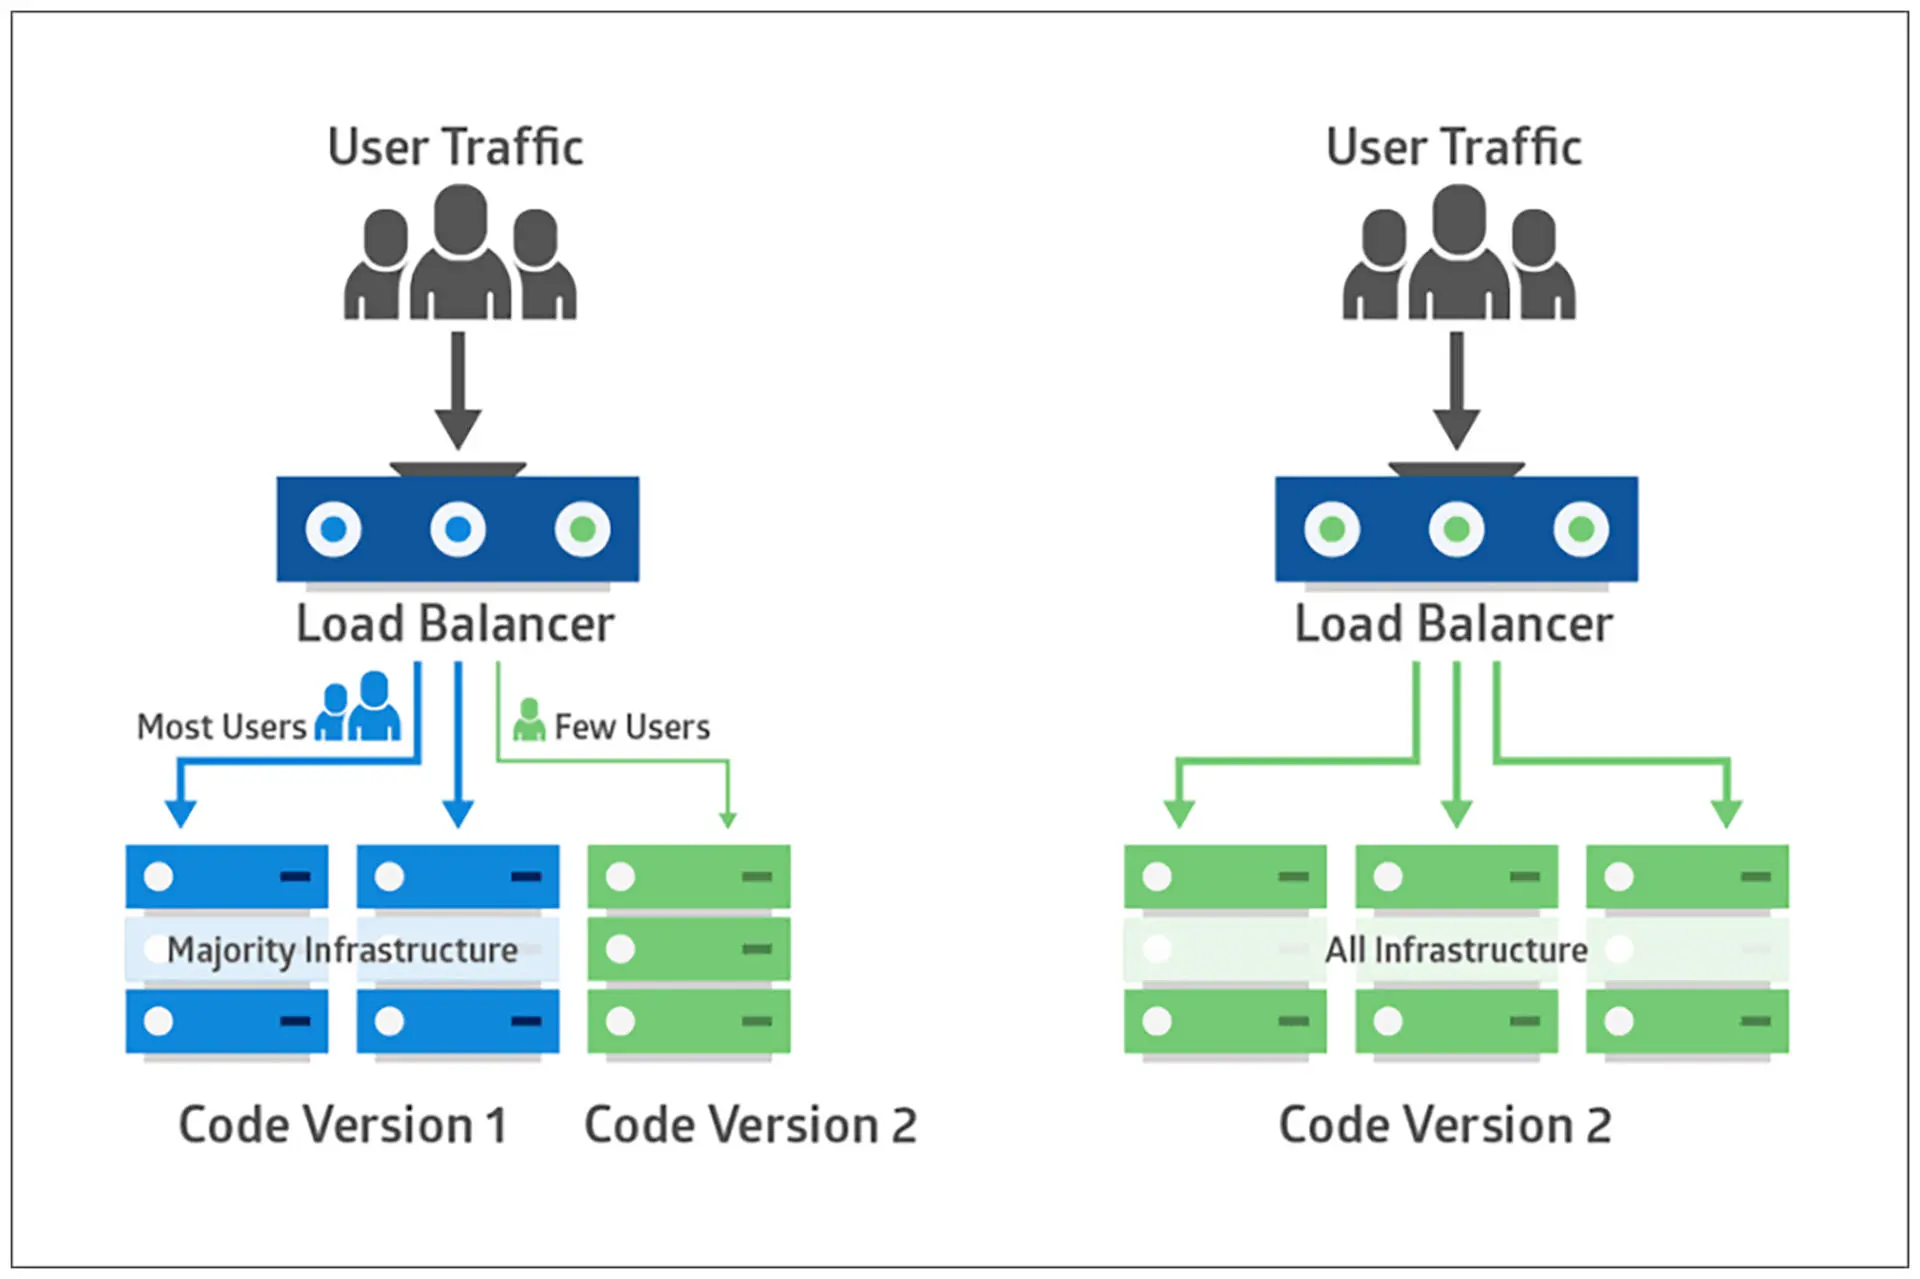 User Traffic
User Traffic
Load Balancer
Load Balancer
Most Users
Few Users
Majority Infrastructure
All Infrastructure
Code Version 1
Code Version 2
Code Version 2